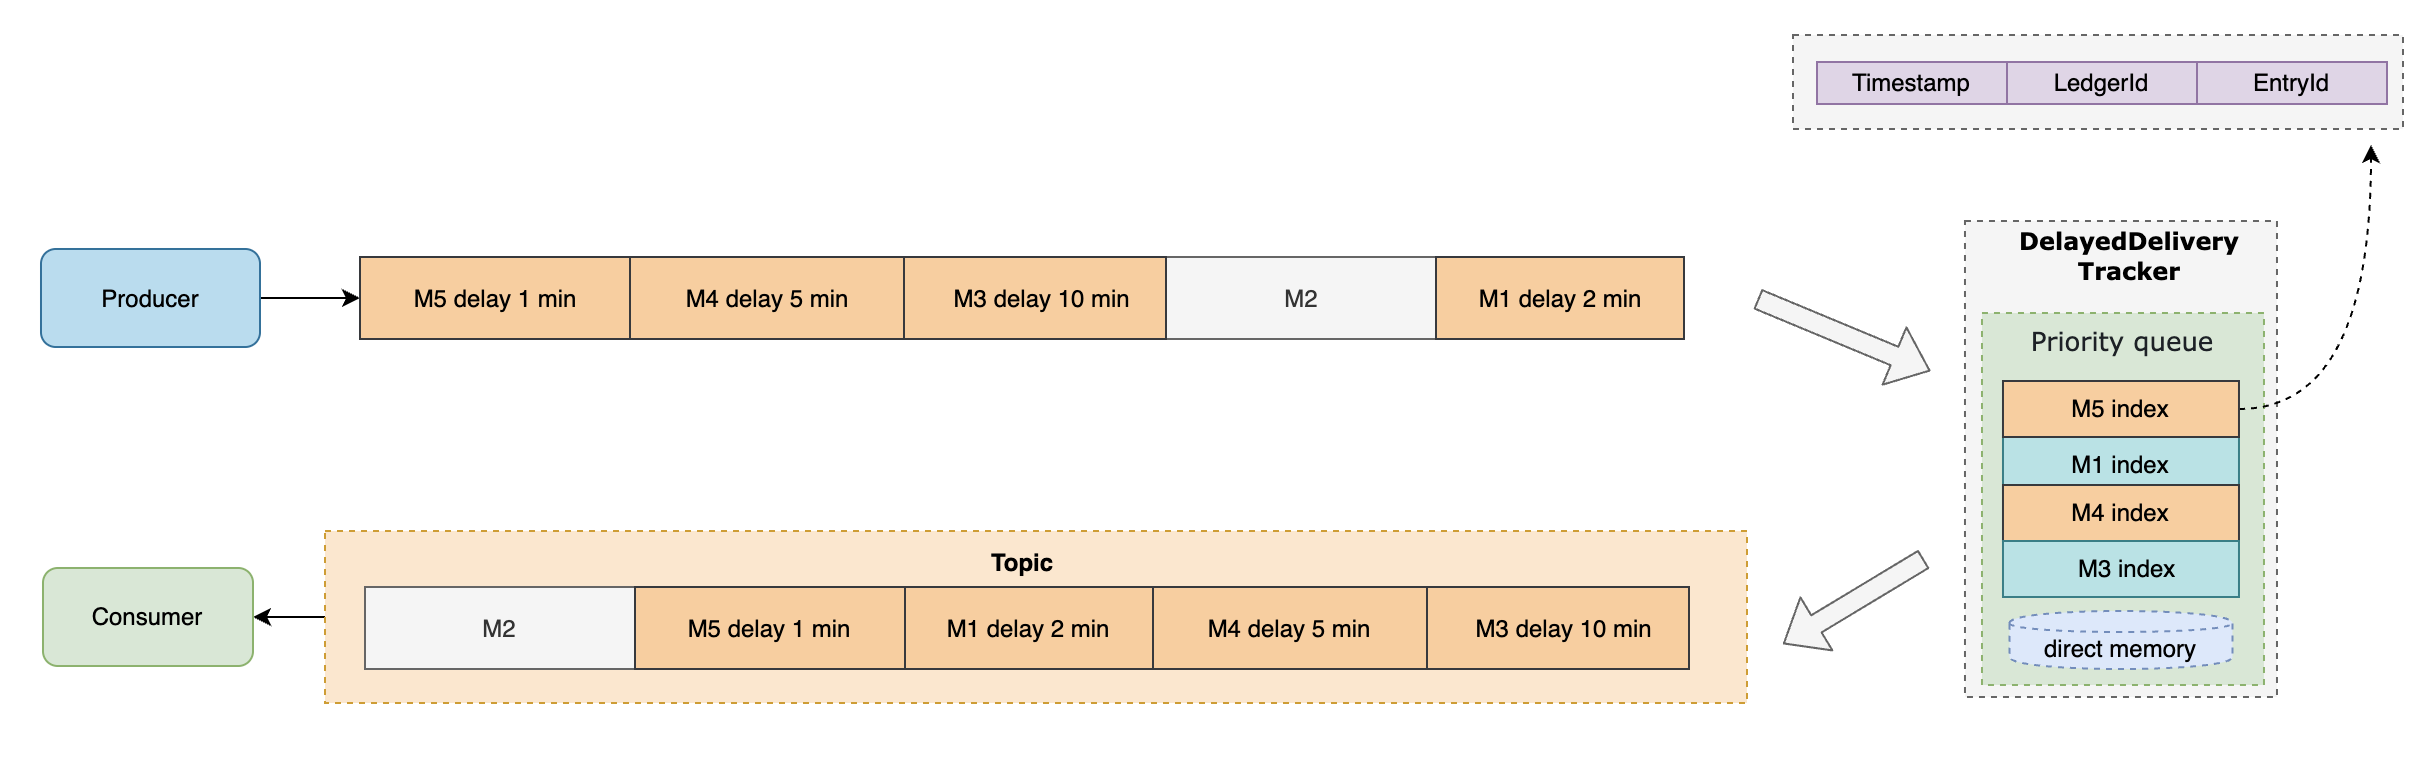 Timestamp
LedgerId
EntryId
Producer
M5 delay 1 min
M4 delay 5 min
M3 delay 10 min
M2
M1 delay 2 min
DelayedDelivery
Tracker
Priority queue
M5 index
M1 index
M4 index
M3 index
direct memory
Topic
Consumer
M2
M5 delay 1 min
M1 delay 2 min
M4 delay 5 min
M3 delay 10 min